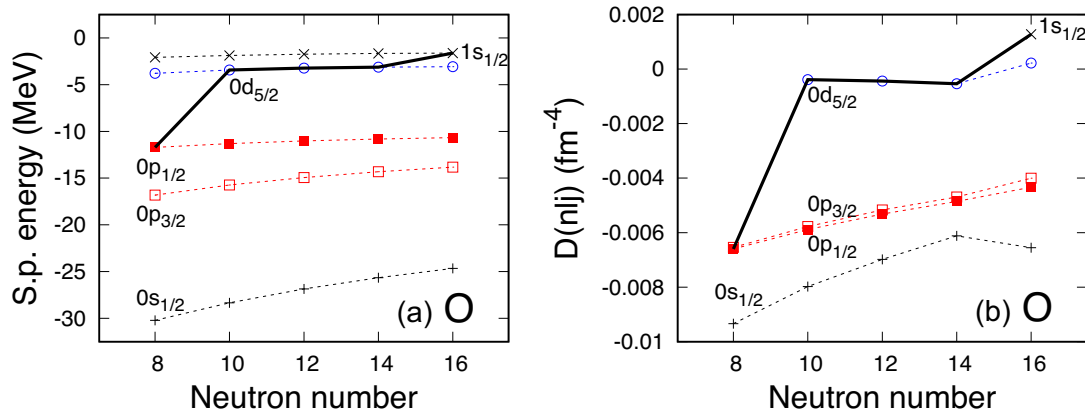 S.p. energy (MeV)
0
-5
-10
-15
-20
-25
-30
1s1/2
0d5/2
0p1/2
0p3/2
0s1/2
(a) O
8 10 12 14 16
Neutron number
D(nlj) (fm-4)
0.002
0
-0.002
-0.004
-0.006
-0.008
-0.01
1s1/2
0d5/2
0p3/2
0p1/2
0s1/2
(b) O
8 10 12 14 16
Neutron number